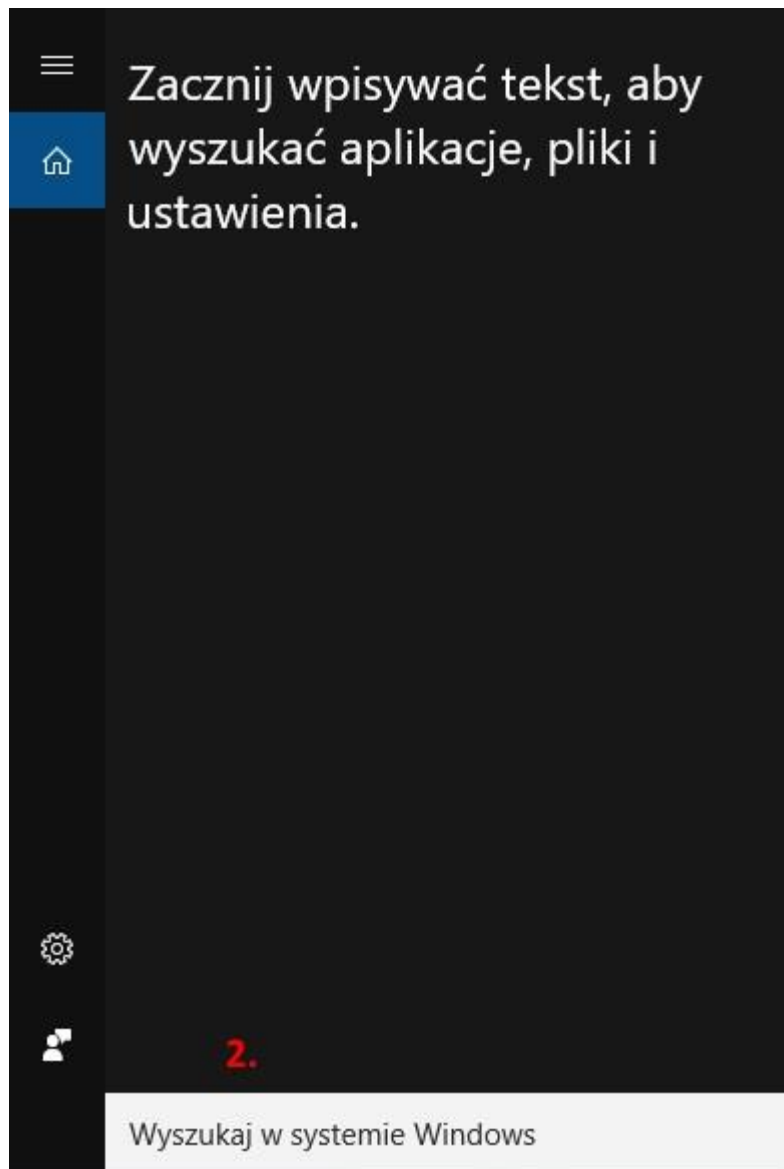 Zacznij wpisywać tekst, aby
wyszukać aplikacje, pliki i
ustawienia.
2.
Wyszukaj w systemie Windows